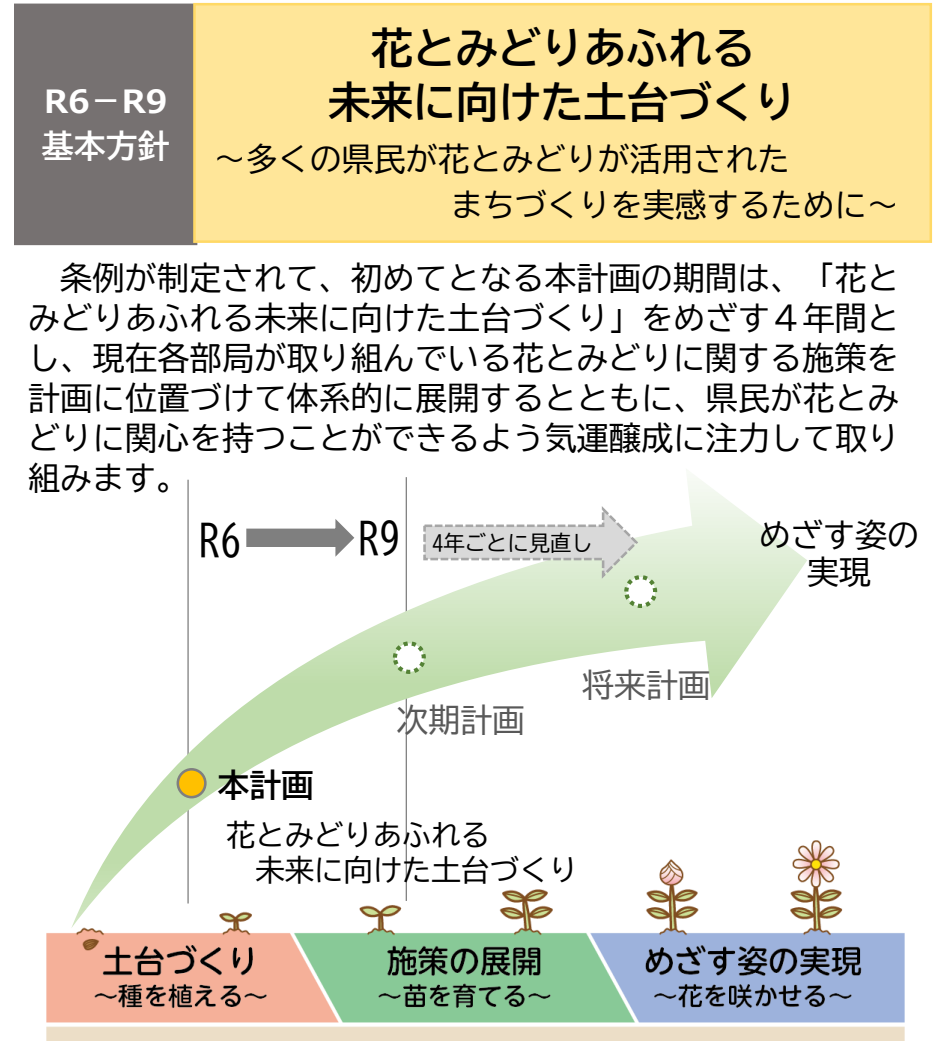 R6－R9
基本方針
花とみどりあふれる
未来に向けた土台づくり
～多くの県民が花とみどりが活用された
まちづくりを実感するために～
　条例が制定されて、初めてとなる本計画の期間は、「花と
みどりあふれる未来に向けた土台づくり」をめざす４年間と
し、現在各部局が取り組んでいる花とみどりに関する施策を
計画に位置づけて体系的に展開するとともに、県民が花とみ
どりに関心を持つことができるよう気運醸成に注力して取り
組みます。
R6
R9
4年ごとに見直し
めざす姿の
実現
将来計画
次期計画
本計画
花とみどりあふれる
未来に向けた土台づくり
土台づくり
～種を植える～
施策の展開
～苗を育てる～
めざす姿の実現
～花を咲かせる～